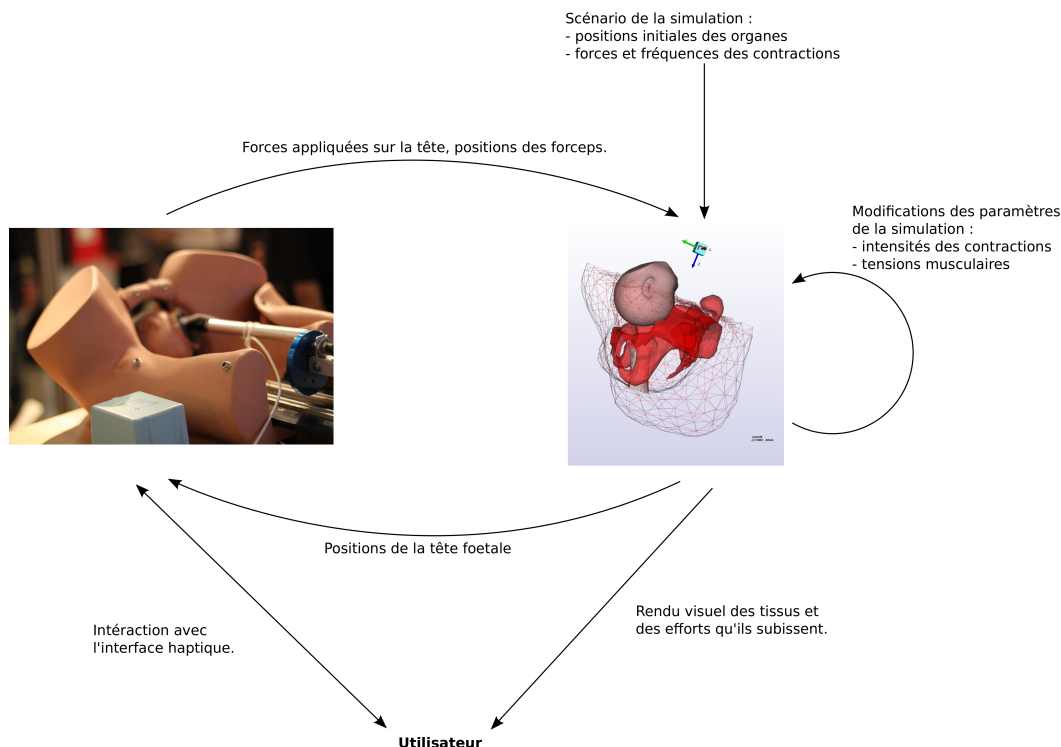 Scénario de la simulation :
- positions initiales des organes
- forces et fréquences des contractions
Forces appliquées sur la tête, positions des forceps.
Modifications des paramètres
de la simulation :
- intensités des contractions
- tensions musculaires
Positions de la tête foetale
Intéraction avec
l'interface haptique.
Rendu visuel des tissus et
des efforts qu'ils subissent.
Utilisateur